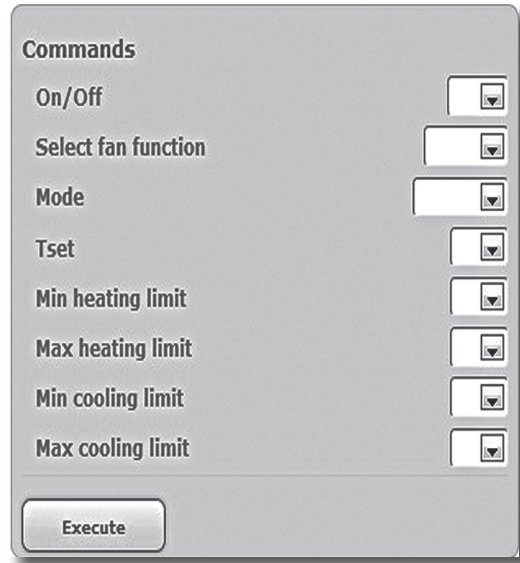 Commands
On/Off
Select fan function
Mode
Tset
Min heating limit
Max heating limit
Min cooling limit
Max cooling limit
Execute